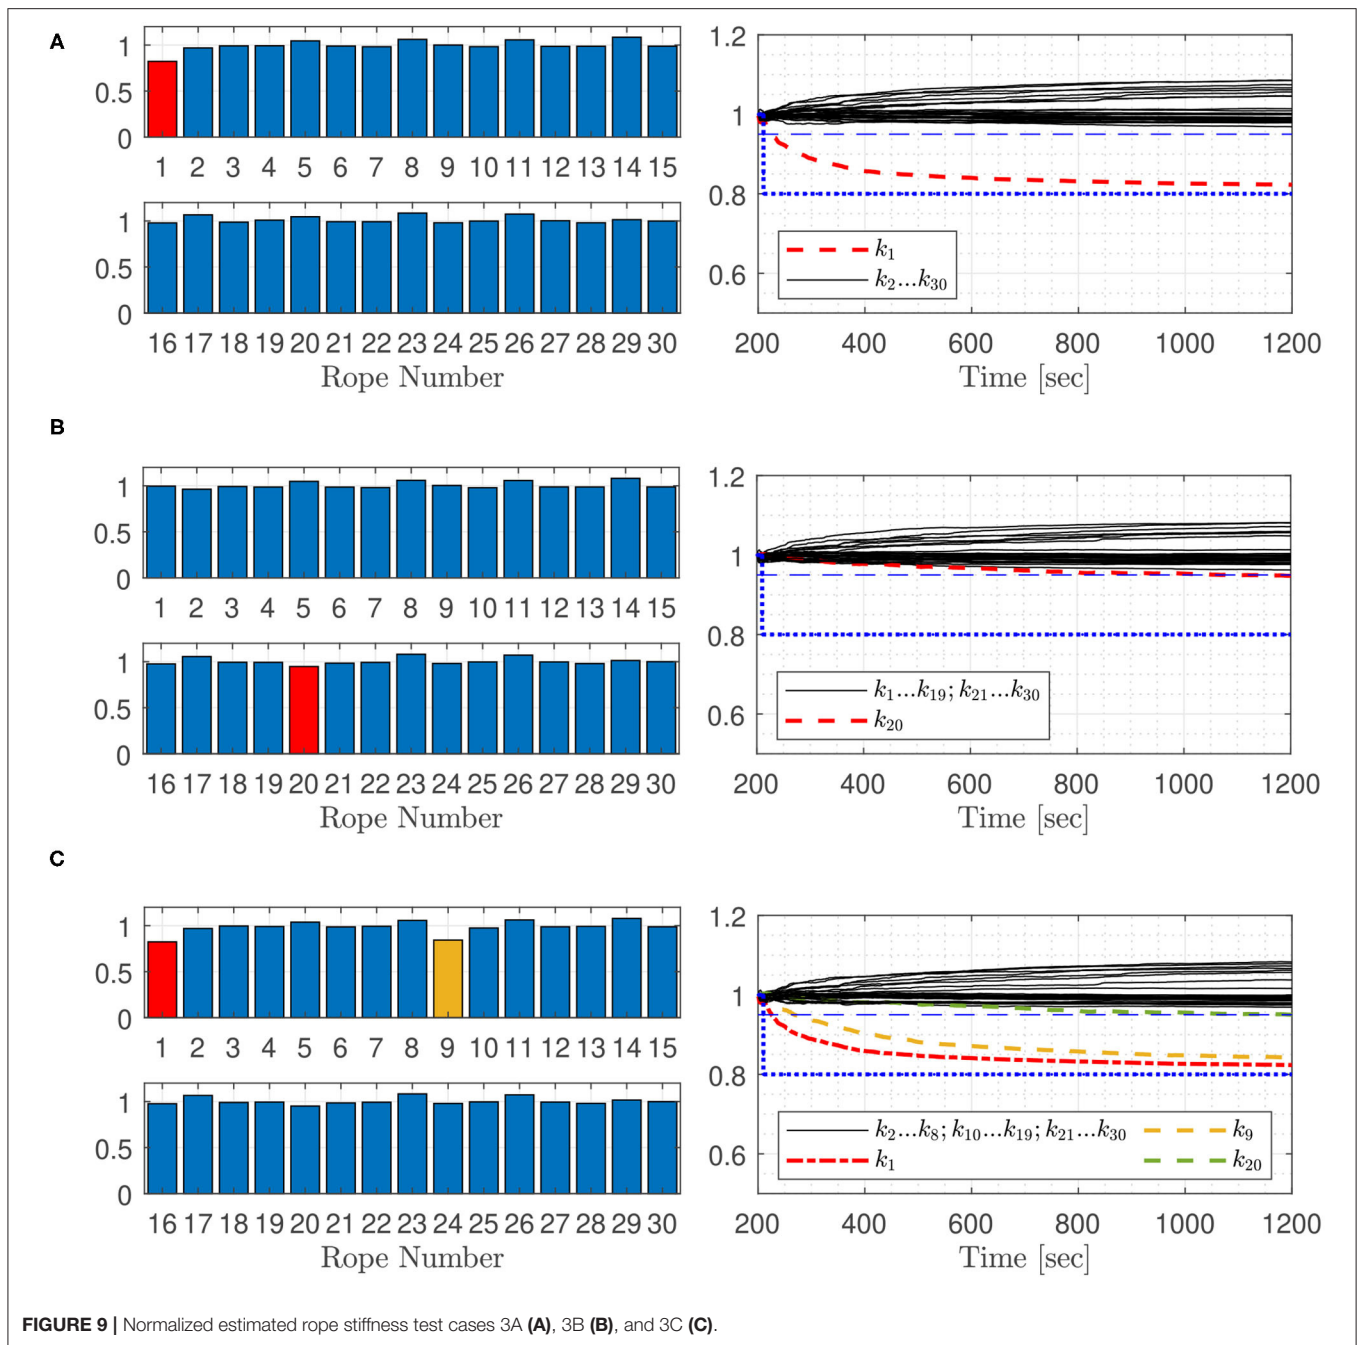 A
1
0.5
0
1 2 3 4 5 6 7 8 9 10 11 12 13 14 15
1
0.5
0
16 17 18 19 20 21 22 23 24 25 26 27 28 29 30
Rope Number
1.2
1
0.8
0.6
k1
k2...k30
200 400 600 800 1000 1200
Time [sec]
B
1
0.5
0
1 2 3 4 5 6 7 8 9 10 11 12 13 14 15
1
0.5
0
16 17 18 19 20 21 22 23 24 25 26 27 28 29 30
Rope Number
1.2
1
0.8
0.6
k1...k19; k21...k30
k20
200 400 600 800 1000 1200
Time [sec]
C
1
0.5
0
1 2 3 4 5 6 7 8 9 10 11 12 13 14 15
1
0.5
0
16 17 18 19 20 21 22 23 24 25 26 27 28 29 30
Rope Number
1.2
1
0.8
0.6
k2...k8; k10...k19; k21...k30
k1
k9
k20
200 400 600 800 1000 1200
Time [sec]
FIGURE 9 | Normalized estimated rope stiffness test cases 3A (A), 3B (B), and 3C (C).